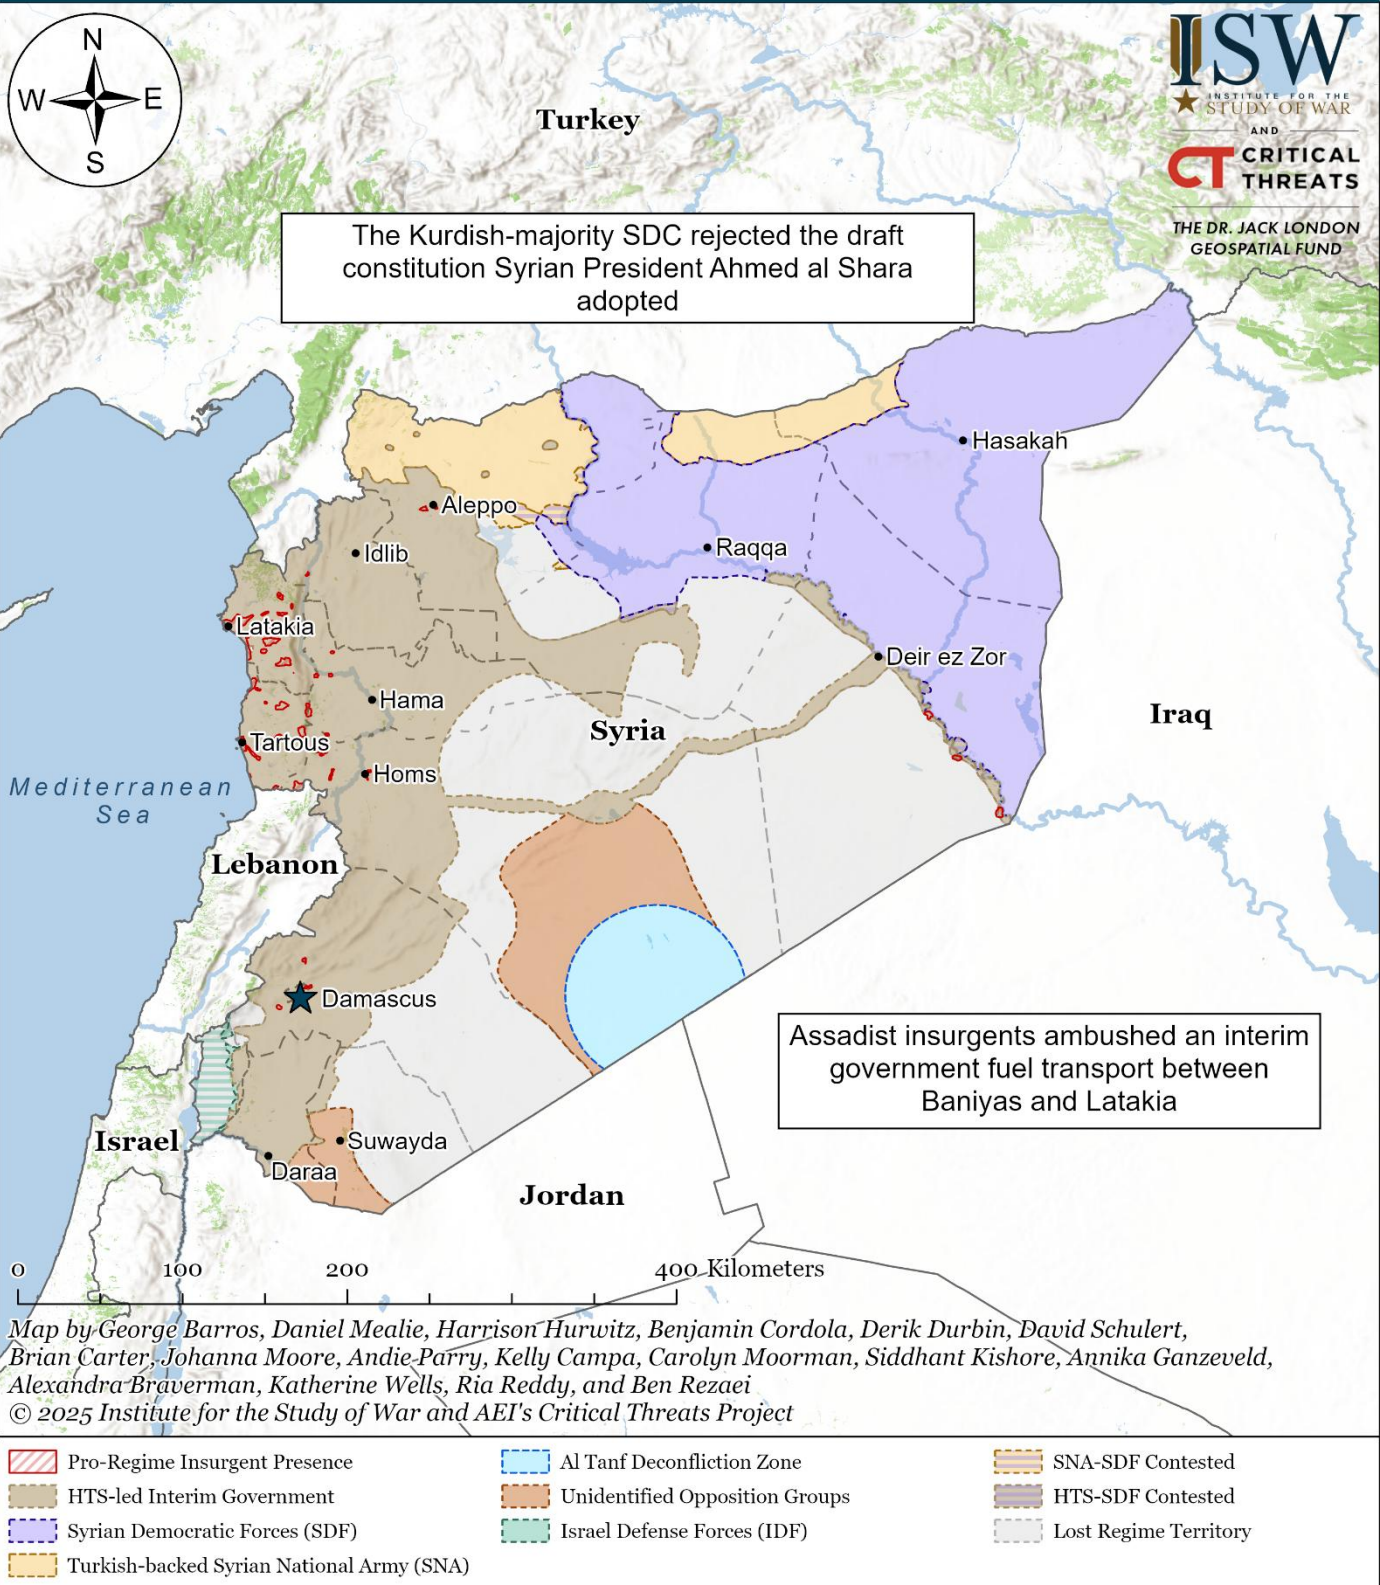 N
W
E
S
ISW
INSTITUTE FOR THE
STUDY OF WAR
AND
CT CRITICAL
THREATS
THE DR. JACK LONDON
GEOSPATIAL FUND
Turkey
The Kurdish-majority SDC rejected the draft
constitution Syrian President Ahmed al Shara
adopted
Hasakah
Aleppo
Idlib
Raqqa
Latakia
Deir ez Zor
Hama
Syria
Iraq
Tartous
Homs
Mediterranean
Sea
Lebanon
Damascus
Assadist insurgents ambushed an interim
government fuel transport between
Baniyas and Latakia
Israel
Suwayda
Daraa
Jordan
0 100 200 400 Kilometers
Map by George Barros, Daniel Mealie, Harrison Hurwitz, Benjamin Cordola, Derik Durbin, David Schulert,
Brian Carter, Johanna Moore, Andie Parry, Kelly Campa, Carolyn Moorman, Siddhant Kishore, Annika Ganzeveld,
Alexandra Braverman, Katherine Wells, Ria Reddy, and Ben Rezaei
© 2025 Institute for the Study of War and AEI's Critical Threats Project
Pro-Regime Insurgent Presence
HTS-led Interim Government
Syrian Democratic Forces (SDF)
Turkish-backed Syrian National Army (SNA)
Al Tanf Deconfliction Zone
Unidentified Opposition Groups
Israel Defense Forces (IDF)
SNA-SDF Contested
HTS-SDF Contested
Lost Regime Territory